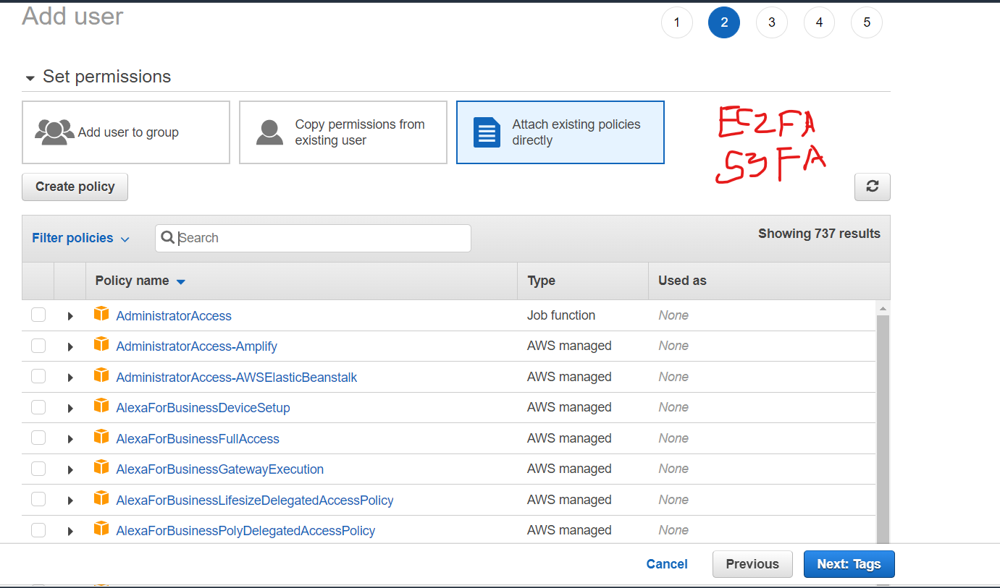 Add user
1 2 3 4 5
Set permissions
Add user to group
Copy permissions from
existing user
Attach existing policies
directly
EC2FA
S3FA
Create policy
Filter policies Search Showing 737 results
Policy name Type Used as
AdministratorAccess Job function None
AdministratorAccess-Amplify AWS managed None
AdministratorAccess-AWSElasticBeanstalk AWS managed None
AlexaForBusinessDeviceSetup AWS managed None
AlexaForBusinessFullAccess AWS managed None
AlexaForBusinessGatewayExecution AWS managed None
AlexaForBusinessLifesizeDelegatedAccessPolicy AWS managed None
AlexaForBusinessPolyDelegatedAccessPolicy AWS managed None
Cancel Previous Next: Tags